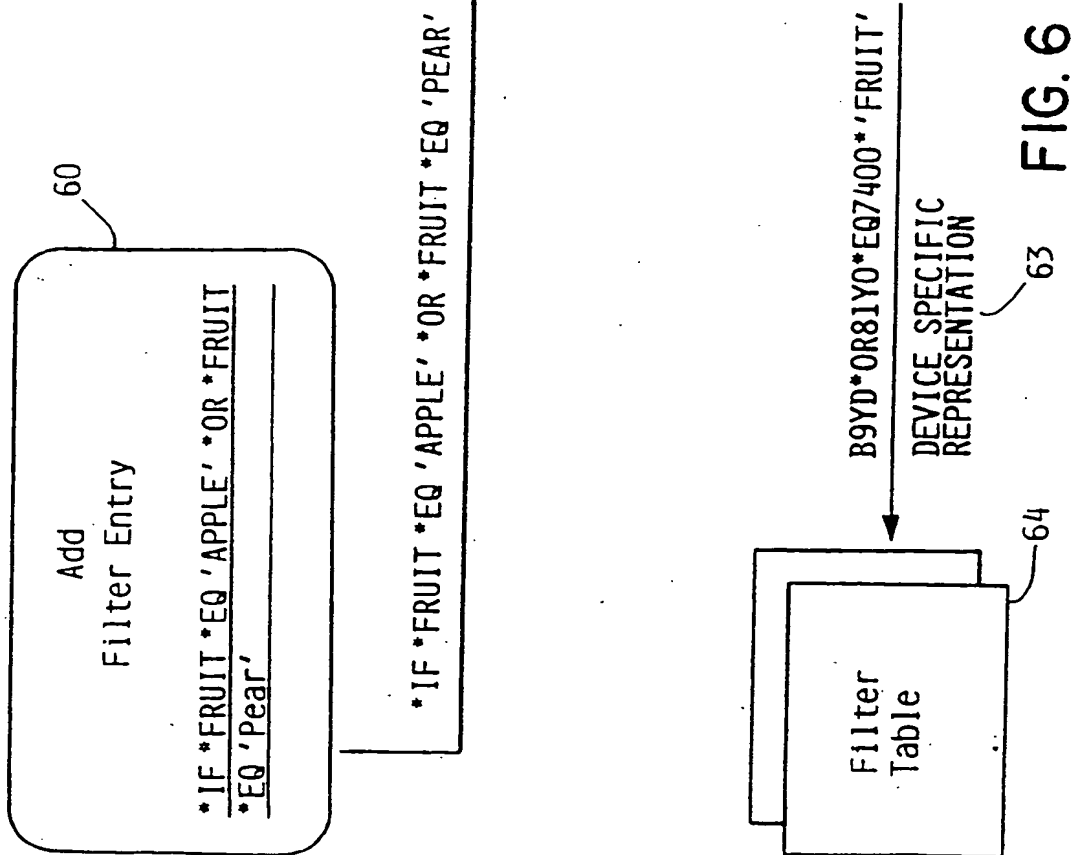 60
Add
Filter Entry
*IF *FRUIT *EQ 'APPLE' *OR *FRUIT
*EQ 'Pear'
*IF *FRUIT *EQ 'APPLE' *OR *FRUIT *EQ 'PEAR'
B9YD*OR81Y0*EQ7400*'FRUIT'
DEVICE SPECIFIC
REPRESENTATION
63
Filter
Table
64
FIG. 6